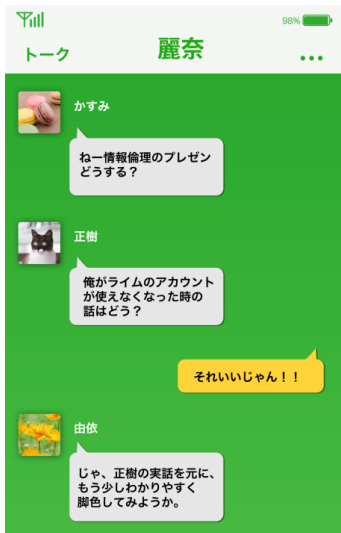 98%
トーク
麗奈
かすみ
ねー情報倫理のプレゼン
どうする？
正樹
俺がライムのアカウント
が使えなくなった時の
話はどう？
それいいじゃん！！
由依
じゃ、正樹の実話を元に、
もう少しわかりやすく
脚色してみようか。